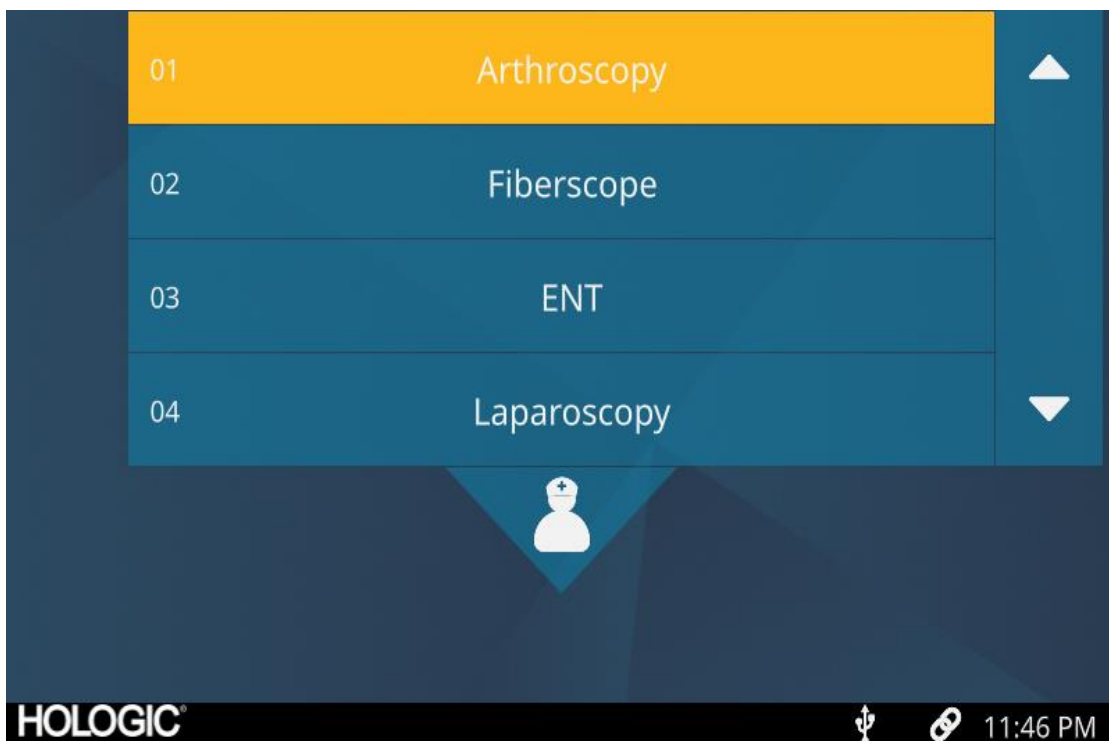 01 Arthroscopy
02 Fiberscope
03 ENT
04 Laparoscopy
HOLOGIC® 11:46 PM